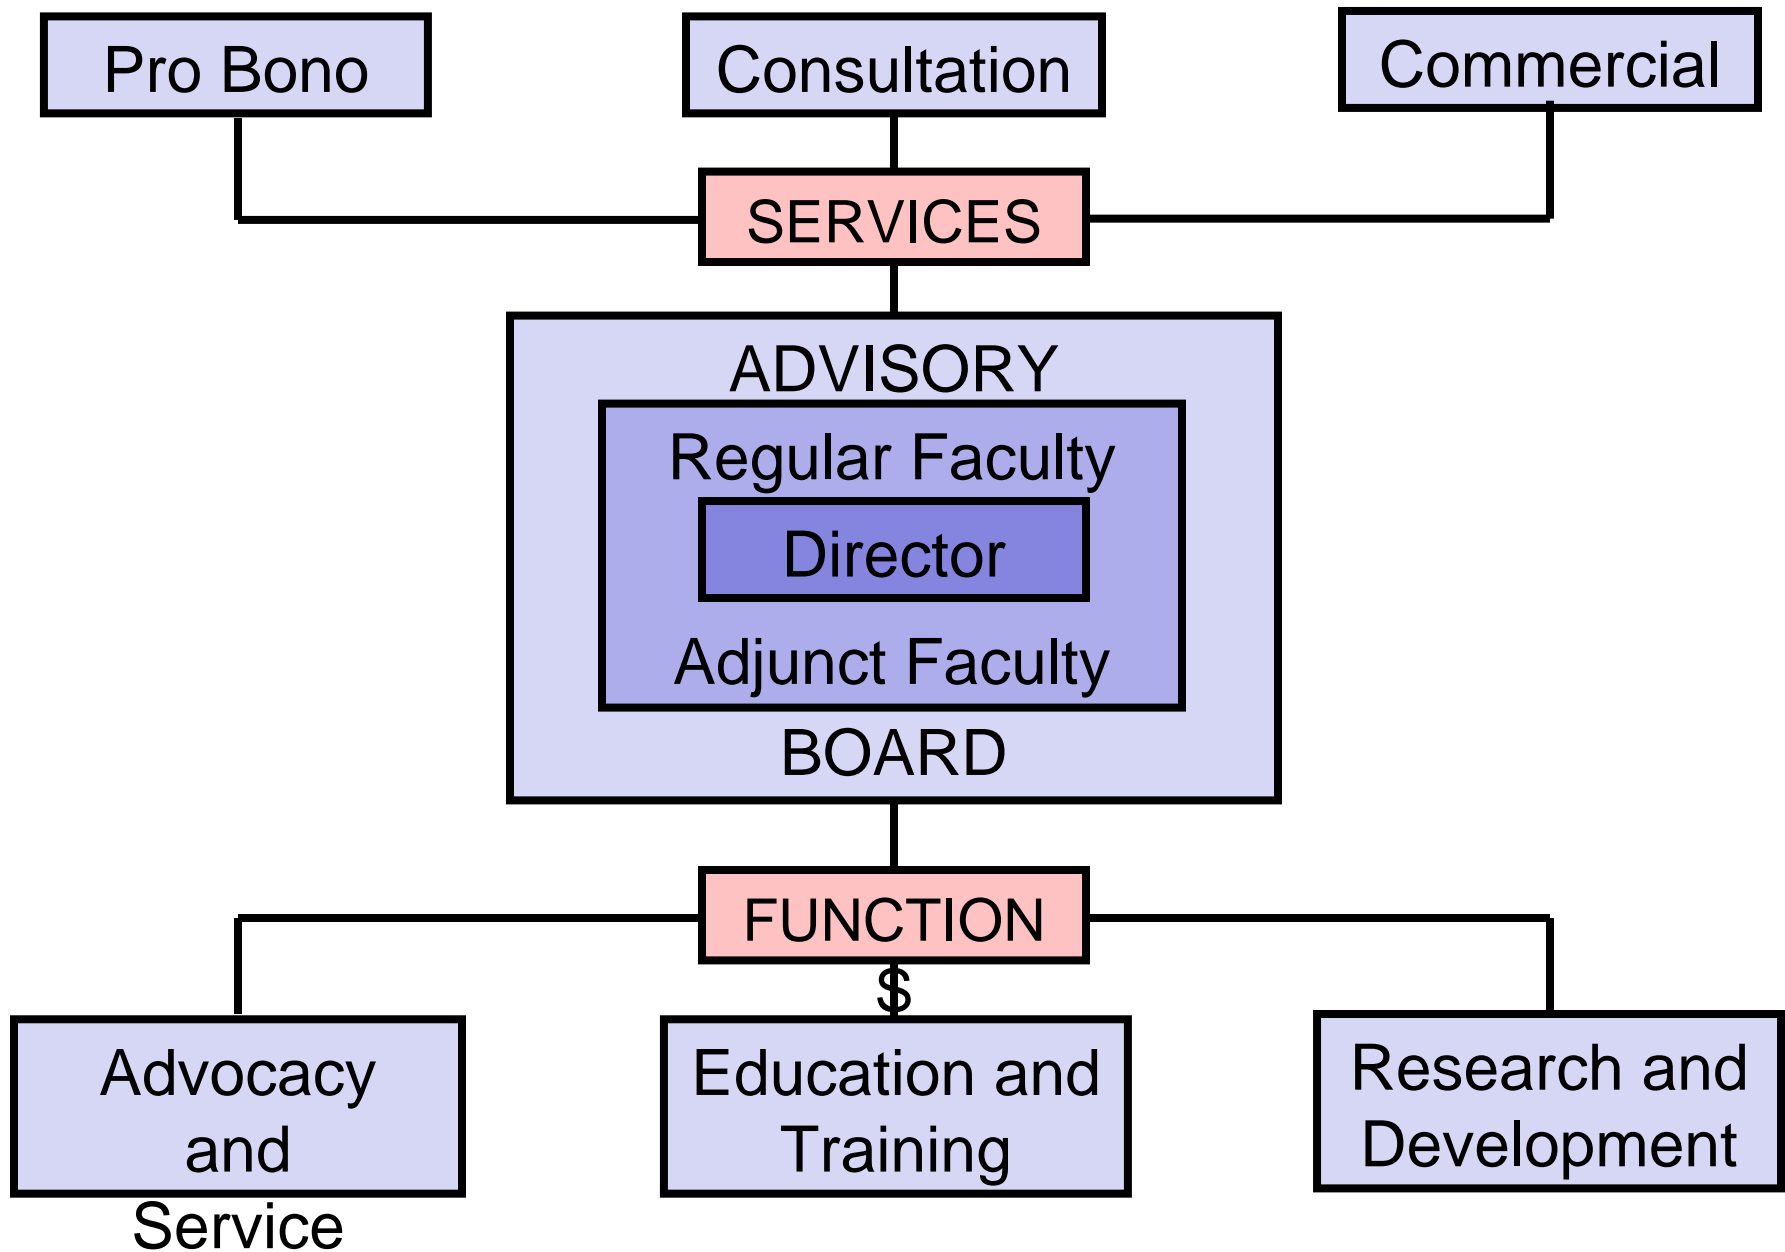 Pro Bono
Consultation
Commercial
SERVICES
ADVISORY
Regular Faculty
Director
Adjunct Faculty
BOARD
FUNCTION
$
Advocacy
and
Service
Education and
Training
Research and
Development